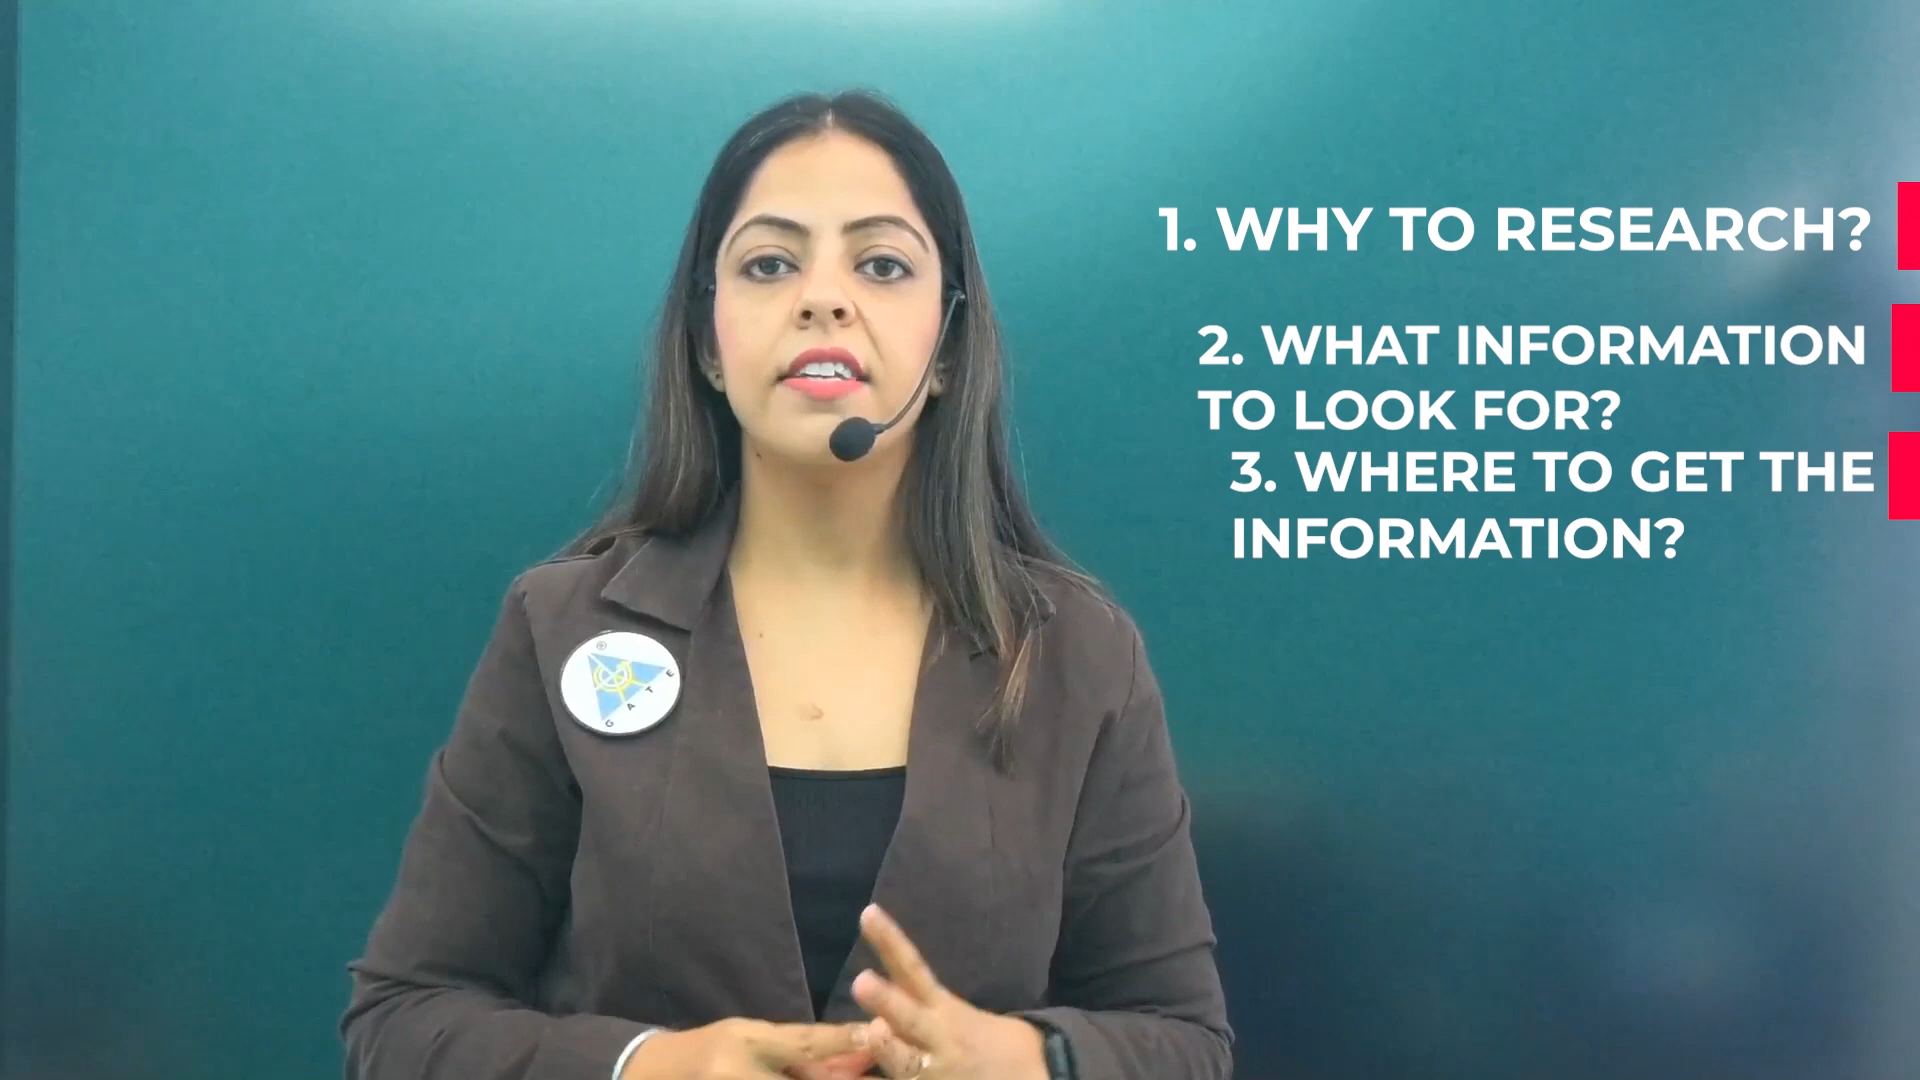 1. WHY TO RESEARCH?
2. WHAT INFORMATION
TO LOOK FOR?
3. WHERE TO GET THE
INFORMATION?
GATE